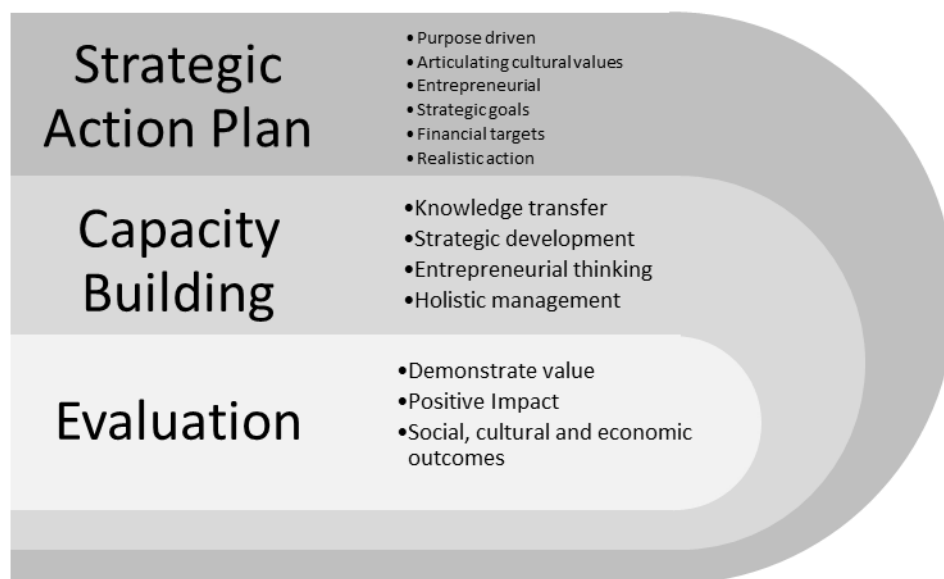 Strategic
Action Plan
•Purpose driven
•Articulating cultural values
•Entrepreneurial
•Strategic goals
•Financial targets
•Realistic action
Capacity
Building
•Knowledge transfer
•Strategic development
•Entrepreneurial thinking
•Holistic management
Evaluation
•Demonstrate value
•Positive Impact
•Social, cultural and economic
outcomes